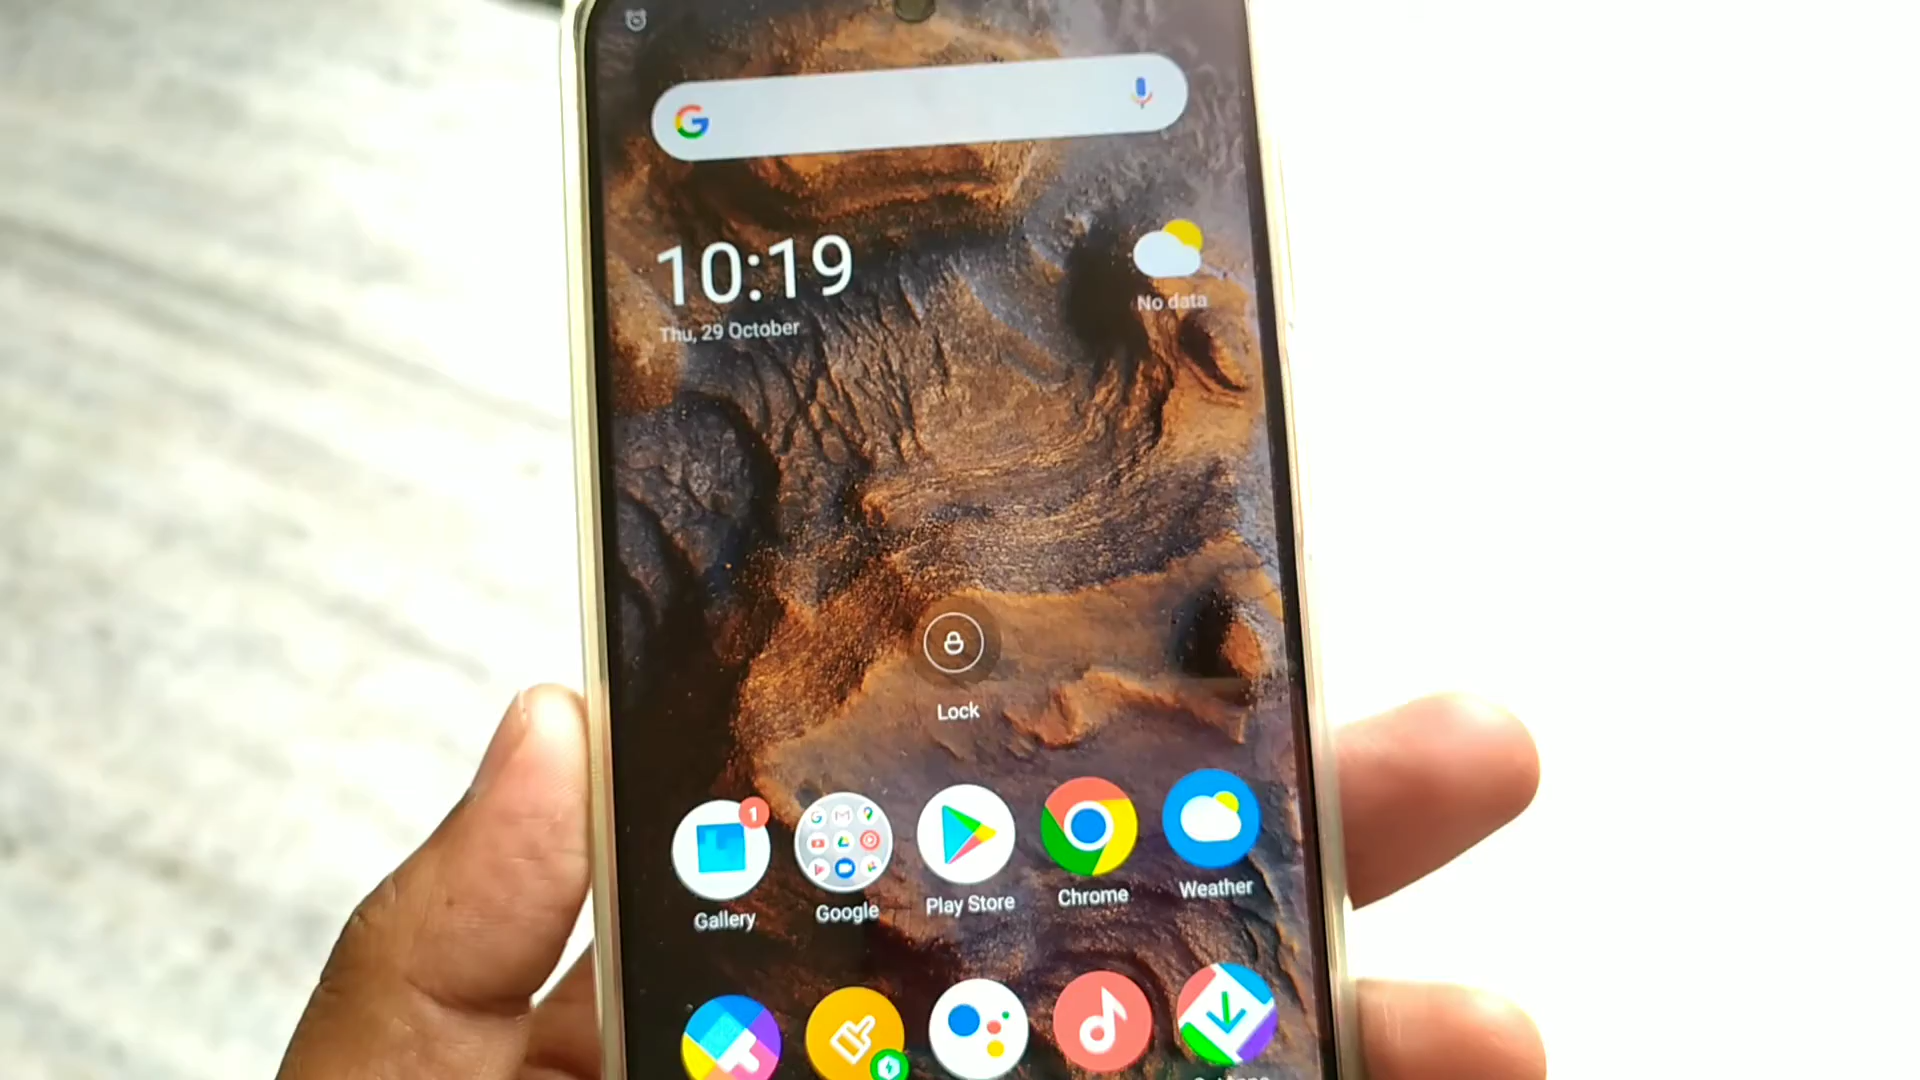 10:19
Thu, 29 October
No data
Lock
1
Gallery
Google
Play Store
Chrome
Weather